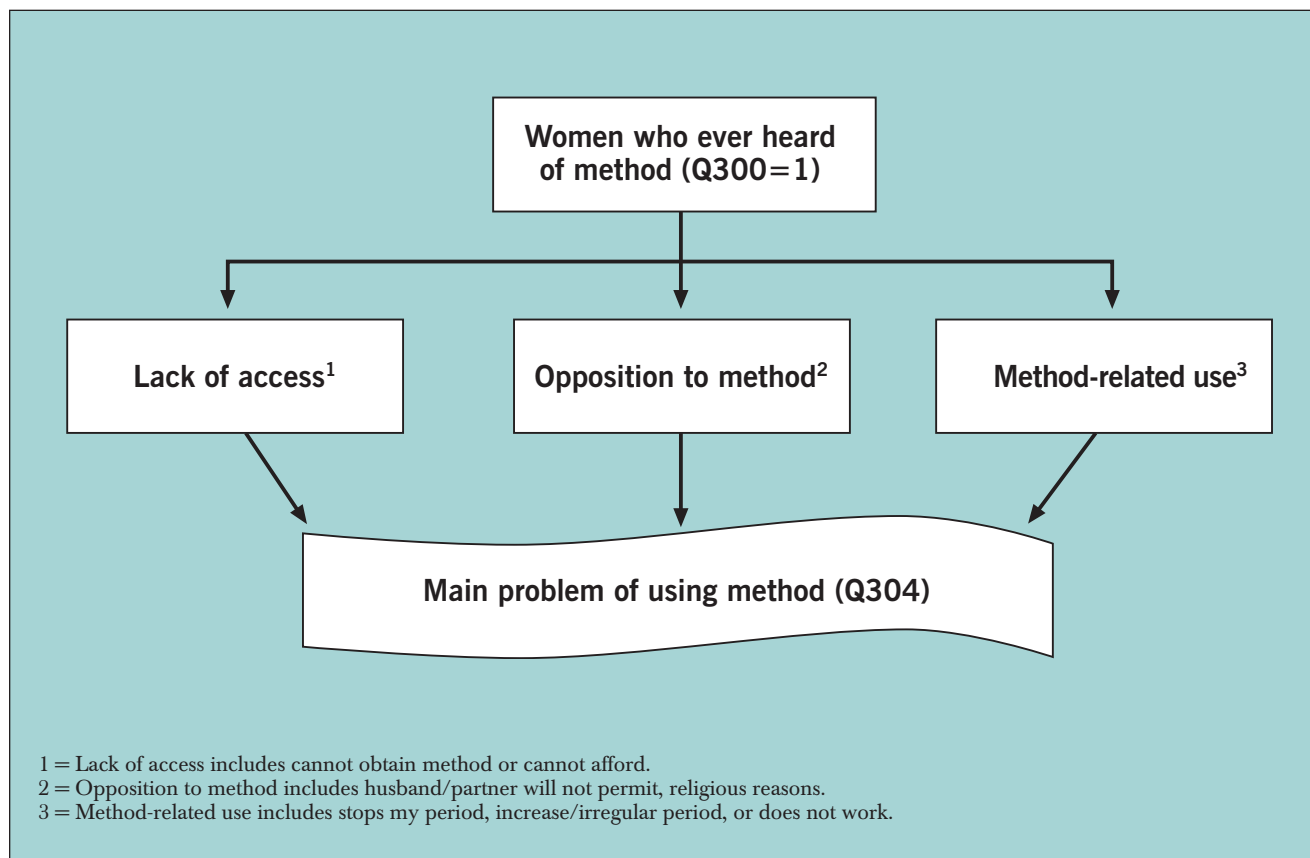 Women who ever heard
of method (Q300=1)
Lack of access¹
Opposition to method²
Method-related use³
Main problem of using method (Q304)
1 = Lack of access includes cannot obtain method or cannot afford.
2 = Opposition to method includes husband/partner will not permit, religious reasons.
3 = Method-related use includes stops my period, increase/irregular period, or does not work.